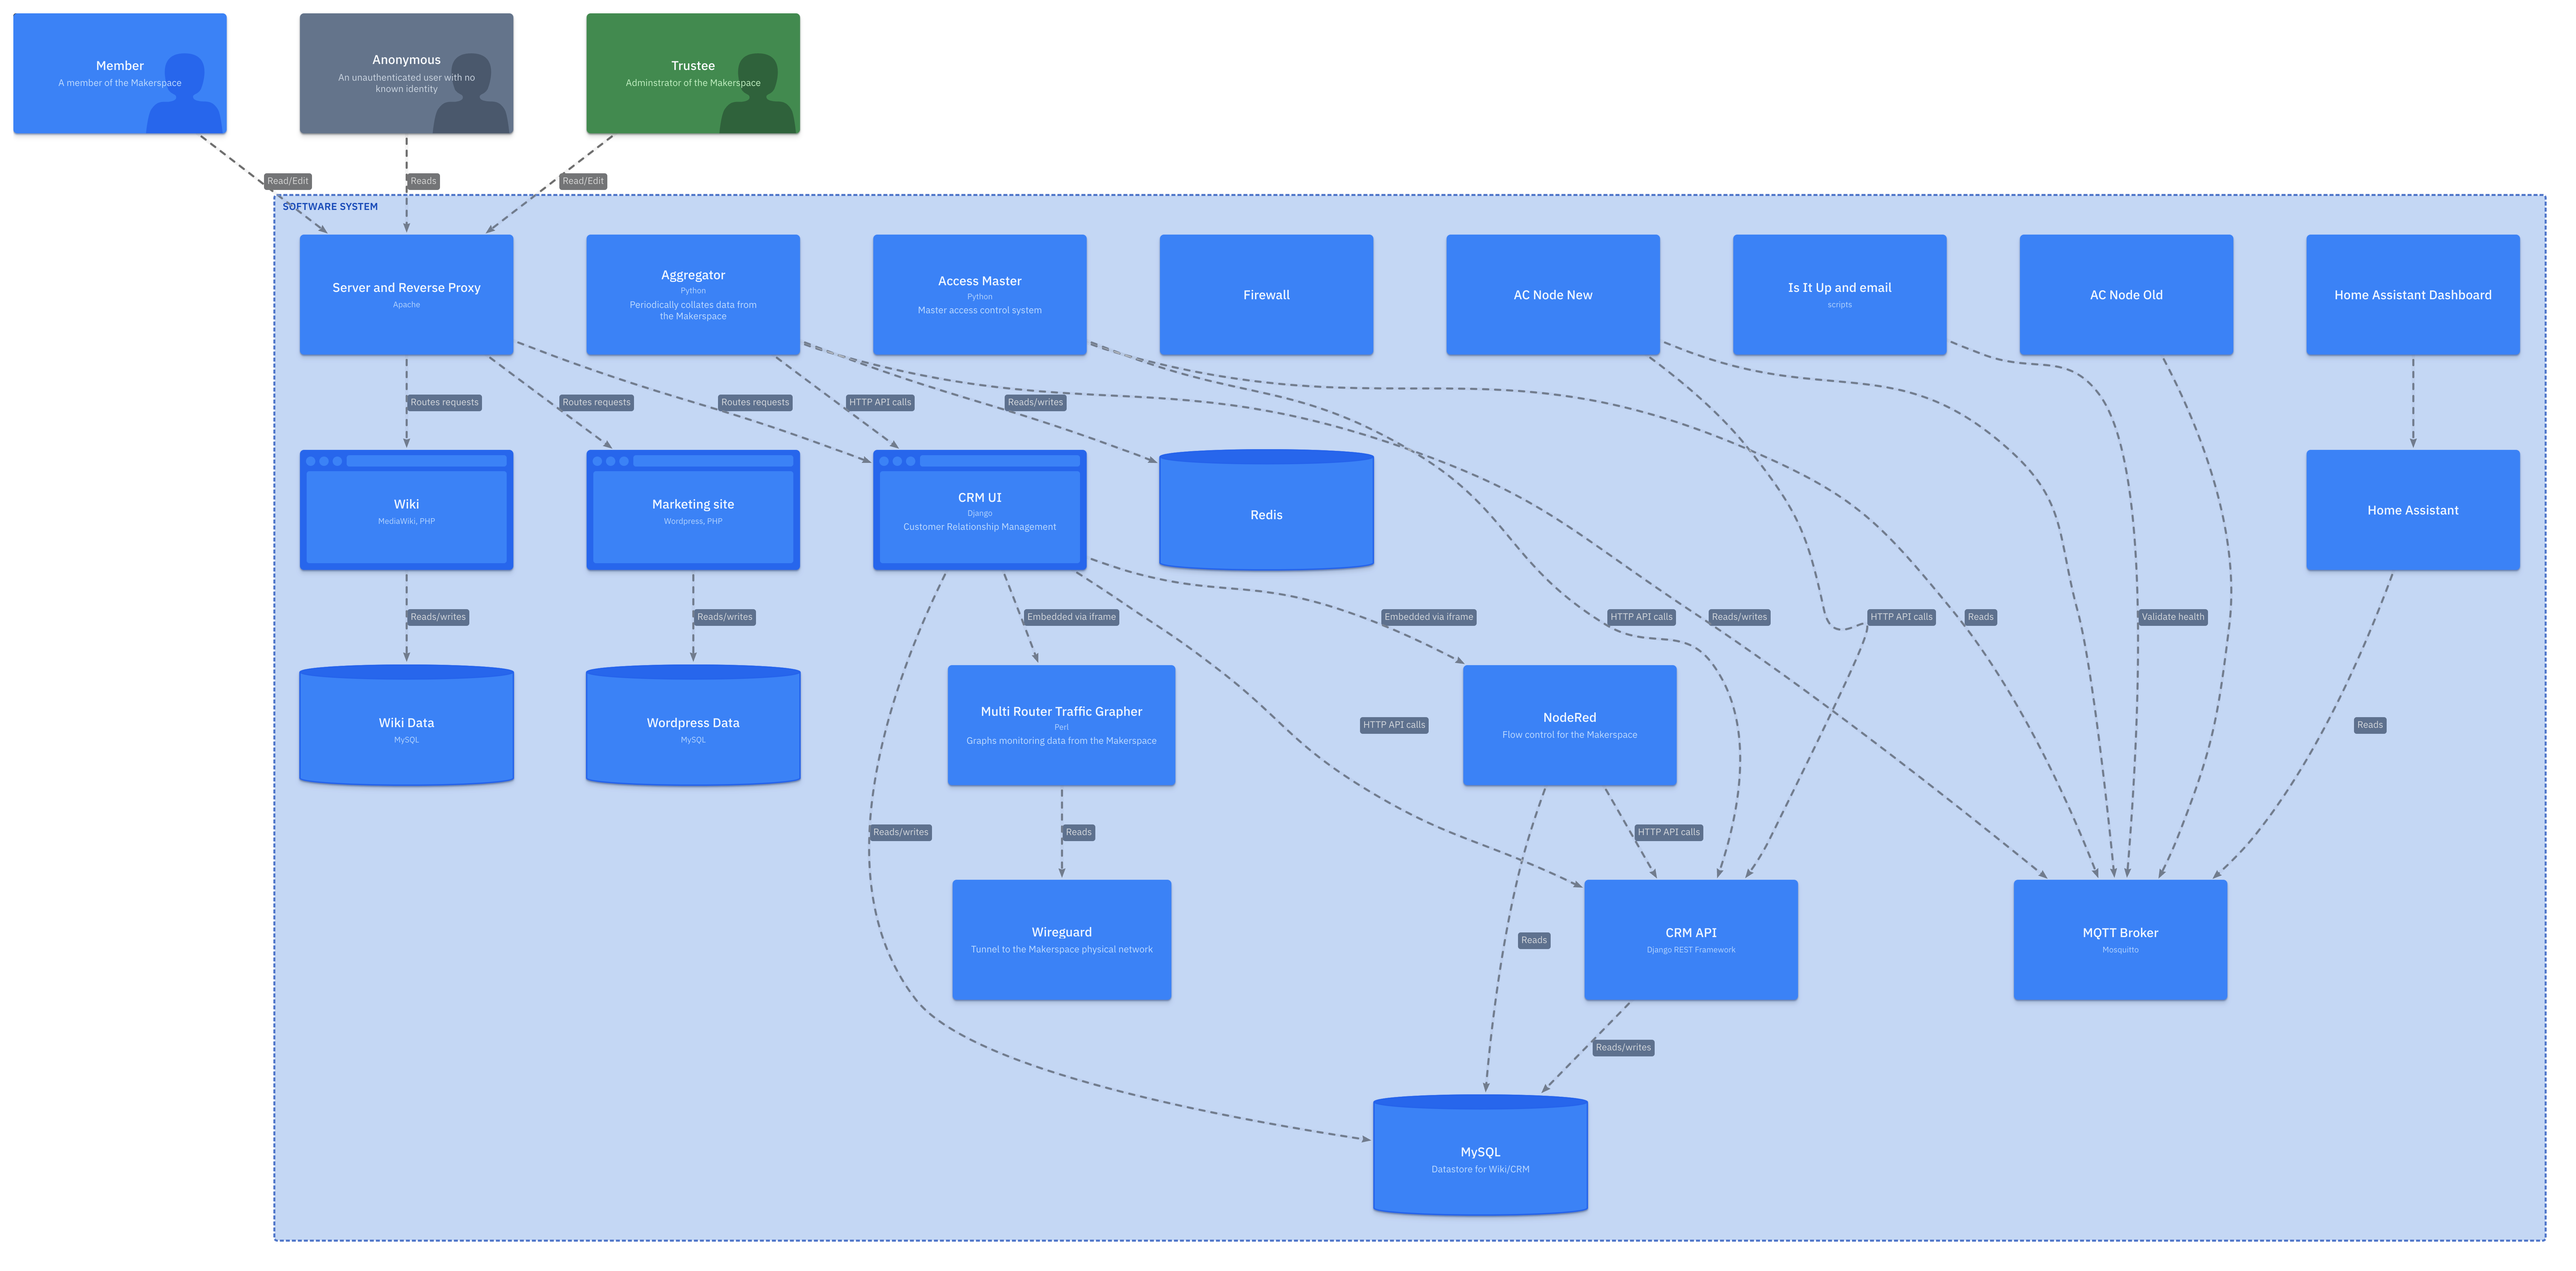 Member
A member of the Makerspace
Anonymous
An unauthenticated user with no
known identity
Trustee
Adminstrator of the Makerspace
Read/Edit
Reads
Read/Edit
SOFTWARE SYSTEM
Server and Reverse Proxy
Apache
Aggregator
Python
Periodically collates data from
the Makerspace
Access Master
Python
Master access control system
Firewall
AC Node New
Is It Up and email
scripts
AC Node Old
Home Assistant Dashboard
Routes requests
Routes requests
Routes requests
HTTP API calls
Reads/writes
Wiki
MediaWiki, PHP
Marketing site
Wordpress, PHP
CRM UI
Django
Customer Relationship Management
Redis
Home Assistant
Reads/writes
Reads/writes
Embedded via iframe
Embedded via iframe
HTTP API calls
Reads/writes
HTTP API calls
Reads
Validate health
Wiki Data
MySQL
Wordpress Data
MySQL
Multi Router Traffic Grapher
Perl
Graphs monitoring data from the Makerspace
HTTP API calls
NodeRed
Flow control for the Makerspace
Reads
Reads/writes
Reads
HTTP API calls
Wireguard
Tunnel to the Makerspace physical network
Reads
CRM API
Django REST Framework
MQTT Broker
Mosquitto
Reads/writes
MySQL
Datastore for Wiki/CRM